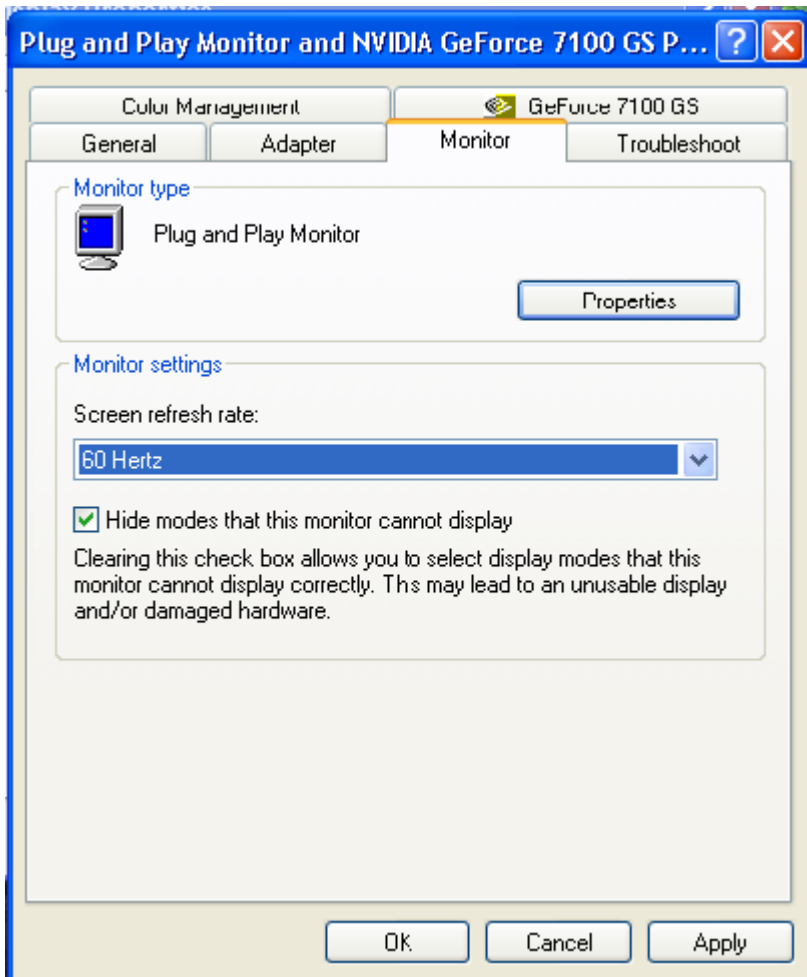 Plug and Play Monitor and NVIDIA GeForce 7100 GS P...
Color Management
GeForce 7100 GS
General
Adapter
Monitor
Troubleshoot
Monitor type
Plug and Play Monitor
Properties
Monitor settings
Screen refresh rate:
60 Hertz
Hide modes that this monitor cannot display
Clearing this check box allows you to select display modes that this
monitor cannot display correctly. Ths may lead to an unusable display
and/or damaged hardware.
OK
Cancel
Apply